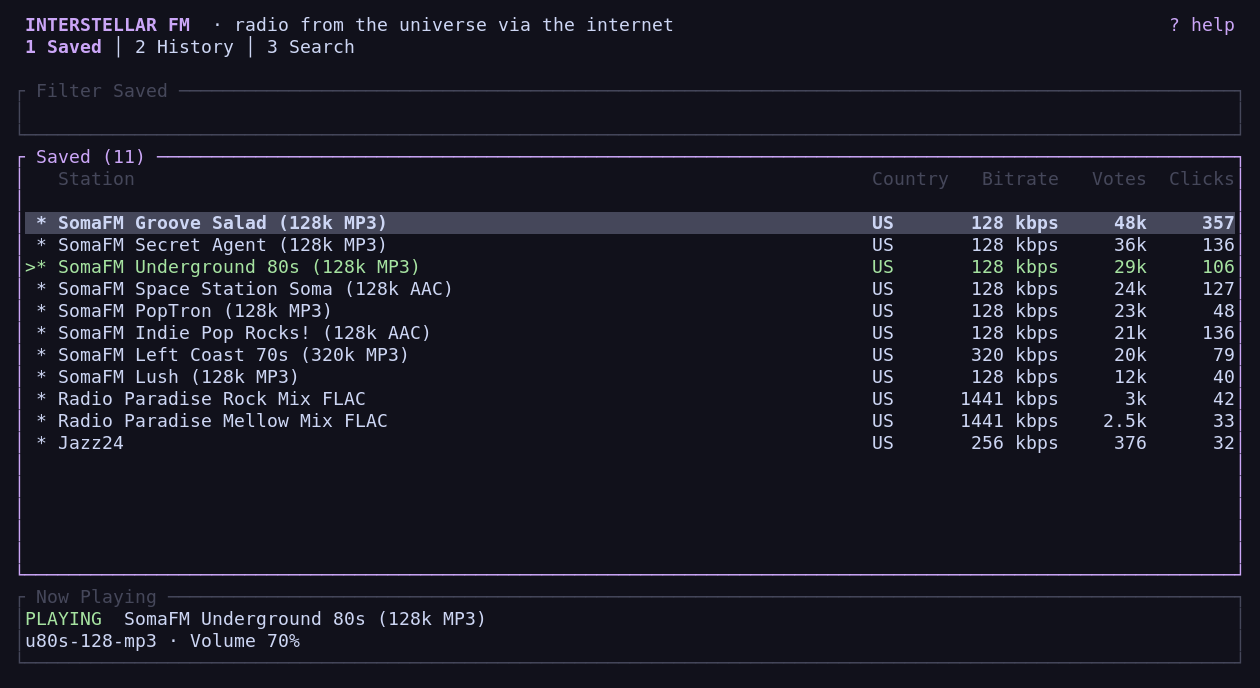 INTERSTELLAR FM · radio from the universe via the internet ? help
1 Saved │ 2 History │ 3 Search
Filter Saved
Saved (11)
Station Country Bitrate Votes Clicks
* SomaFM Groove Salad (128k MP3) US 128 kbps 48k 357
* SomaFM Secret Agent (128k MP3) US 128 kbps 36k 136
>* SomaFM Underground 80s (128k MP3) US 128 kbps 29k 106
* SomaFM Space Station Soma (128k AAC) US 128 kbps 24k 127
* SomaFM PopTron (128k MP3) US 128 kbps 23k 48
* SomaFM Indie Pop Rocks! (128k AAC) US 128 kbps 21k 136
* SomaFM Left Coast 70s (320k MP3) US 320 kbps 20k 79
* SomaFM Lush (128k MP3) US 128 kbps 12k 40
* Radio Paradise Rock Mix FLAC US 1441 kbps 3k 42
* Radio Paradise Mellow Mix FLAC US 1441 kbps 2.5k 33
* Jazz24 US 256 kbps 376 32
Now Playing
PLAYING SomaFM Underground 80s (128k MP3)
u80s-128-mp3 · Volume 70%